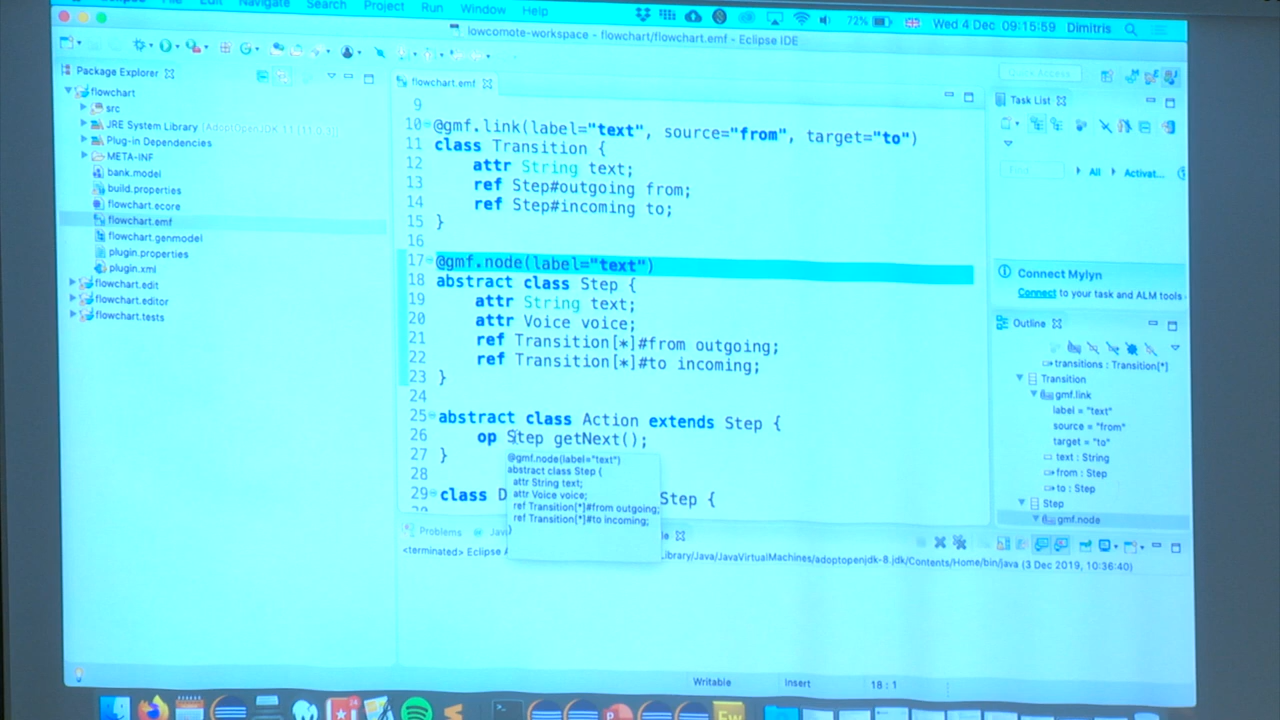 Eclipse File Edit Navigate Search Project Run Window Help
72% Wed 4 Dec 09:15:59 Dimitris
lowcomote-workspace - flowchart/flowchart.emf - Eclipse IDE
Quick Access
Package Explorer
flowchart
src
JRE System Library [AdoptOpenJDK 11 [11.0.3]]
Plug-in Dependencies
META-INF
bank.model
build.properties
flowchart.ecore
flowchart.emf
flowchart.genmodel
plugin.properties
plugin.xml
flowchart.edit
flowchart.editor
flowchart.tests
flowchart.emf
9
10 @gmf.link(label="text", source="from", target="to")
11 class Transition {
12 attr String text;
13 ref Step#outgoing from;
14 ref Step#incoming to;
15 }
16
17 @gmf.node(label="text")
18 abstract class Step {
19 attr String text;
20 attr Voice voice;
21 ref Transition[*]#from outgoing;
22 ref Transition[*]#to incoming;
23 }
24
25 abstract class Action extends Step {
26 op Step getNext();
27 }
28
29 class D Step {
@gmf.node(label="text")
abstract class Step {
attr String text;
attr Voice voice;
ref Transition[*]#from outgoing;
ref Transition[*]#to incoming;
}
Problems Jav
<terminated> Eclipse A Library/Java/JavaVirtualMachines/adoptopenjdk-8.jdk/Contents/Home/bin/java (3 Dec 2019, 10:36:40)
Task List
Find All Activat...
Connect Mylyn
Connect to your task and ALM tools
Outline
transitions : Transition[*]
Transition
gmf.link
label = "text"
source = "from"
target = "to"
text : String
from : Step
to : Step
Step
gmf.node
Writable Insert 18 : 1